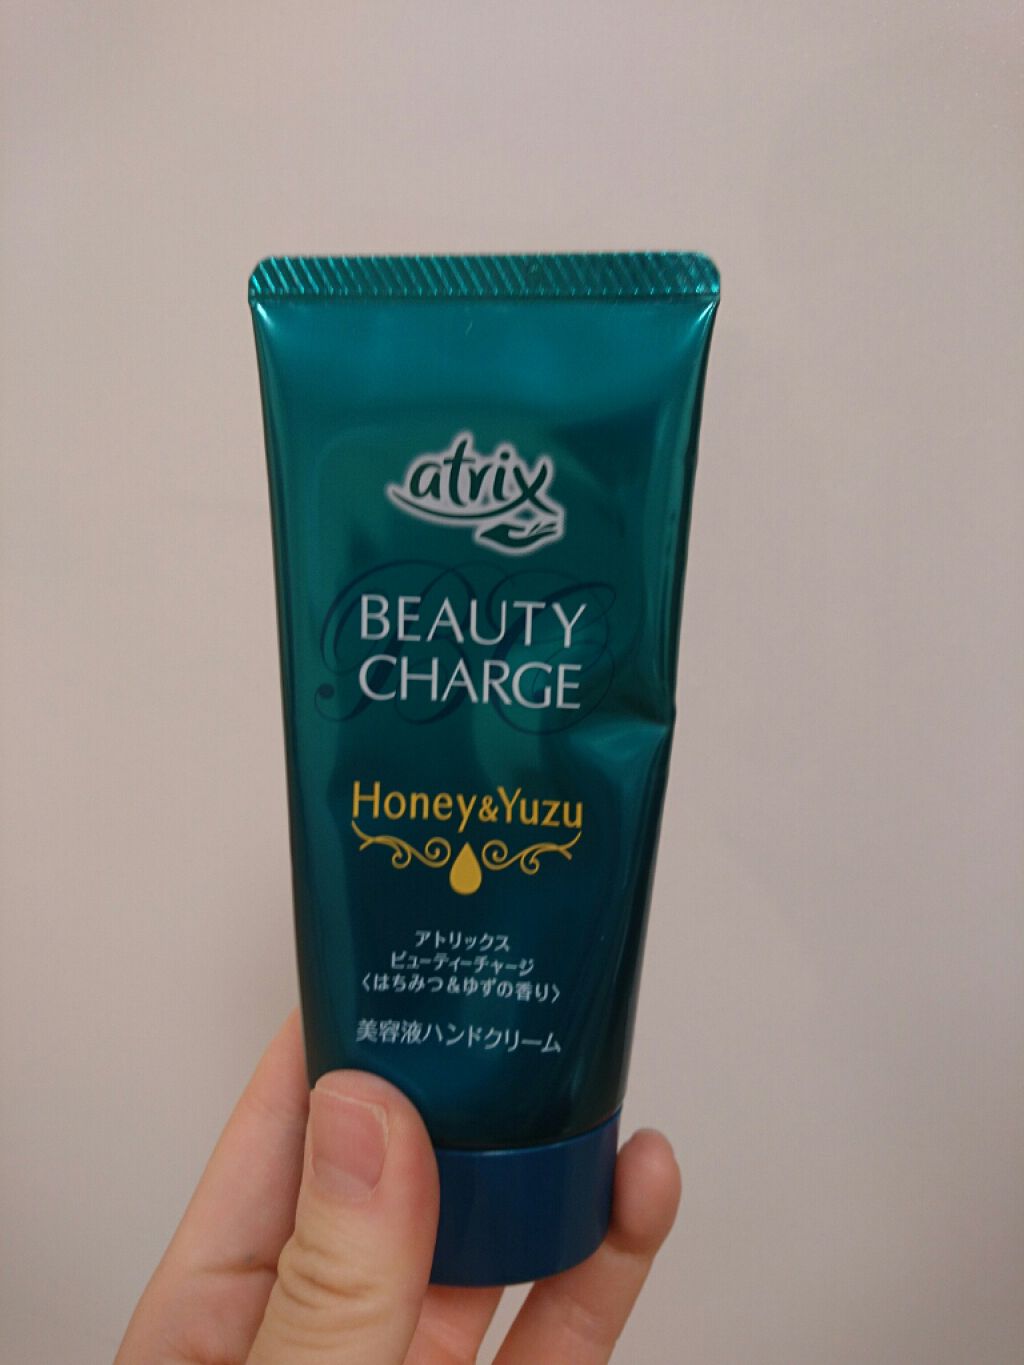 atrix
BEAUTY
CHARGE
Honey&Yuzu
アトリックス
ビューティーチャージ
〈はちみつ&ゆずの香り〉
美容液ハンドクリーム